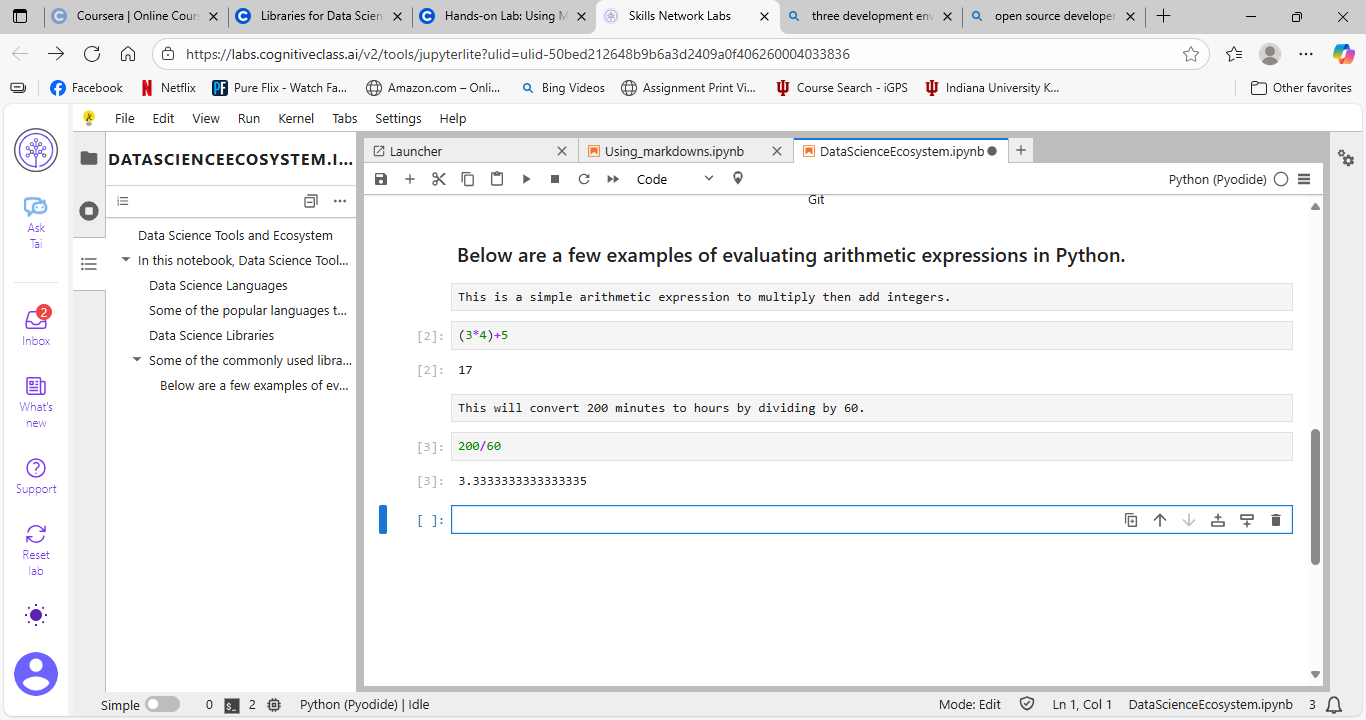 Coursera | Online Cours
Libraries for Data Scien
Hands-on Lab: Using M
Skills Network Labs
three development env
open source developer
https://labs.cognitiveclass.ai/v2/tools/jupyterlite?ulid=ulid-50bed212648b9b6a3d2409a0f406260004033836
Facebook
Netflix
Pure Flix - Watch Fa...
Amazon.com – Onli...
Bing Videos
Assignment Print Vi...
Course Search - iGPS
Indiana University K...
Other favorites
File Edit View Run Kernel Tabs Settings Help
Ask
Tai
2
Inbox
What's
new
Support
Reset
lab
DATASCIENCEECOSYSTEM.I...
Data Science Tools and Ecosystem
In this notebook, Data Science Tool...
Data Science Languages
Some of the popular languages t...
Data Science Libraries
Some of the commonly used libra...
Below are a few examples of ev...
Launcher
Using_markdowns.ipynb
DataScienceEcosystem.ipynb
Code
Python (Pyodide)
Git
Below are a few examples of evaluating arithmetic expressions in Python.
This is a simple arithmetic expression to multiply then add integers.
[2]: (3*4)+5
[2]: 17
This will convert 200 minutes to hours by dividing by 60.
[3]: 200/60
[3]: 3.3333333333333335
[ ]:
Simple 0 $_ 2 Python (Pyodide) | Idle Mode: Edit Ln 1, Col 1 DataScienceEcosystem.ipynb 3